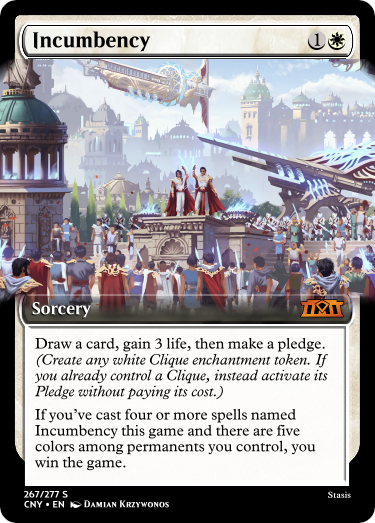 Incumbency 1
Sorcery
Draw a card, gain 3 life, then make a pledge.
(Create any white Clique enchantment token. If
you already control a Clique, instead activate its
Pledge without paying its cost.)
If you've cast four or more spells named
Incumbency this game and there are five
colors among permanents you control, you
win the game.
267/277 S Stasis
CNY • EN Damian Krzywonos